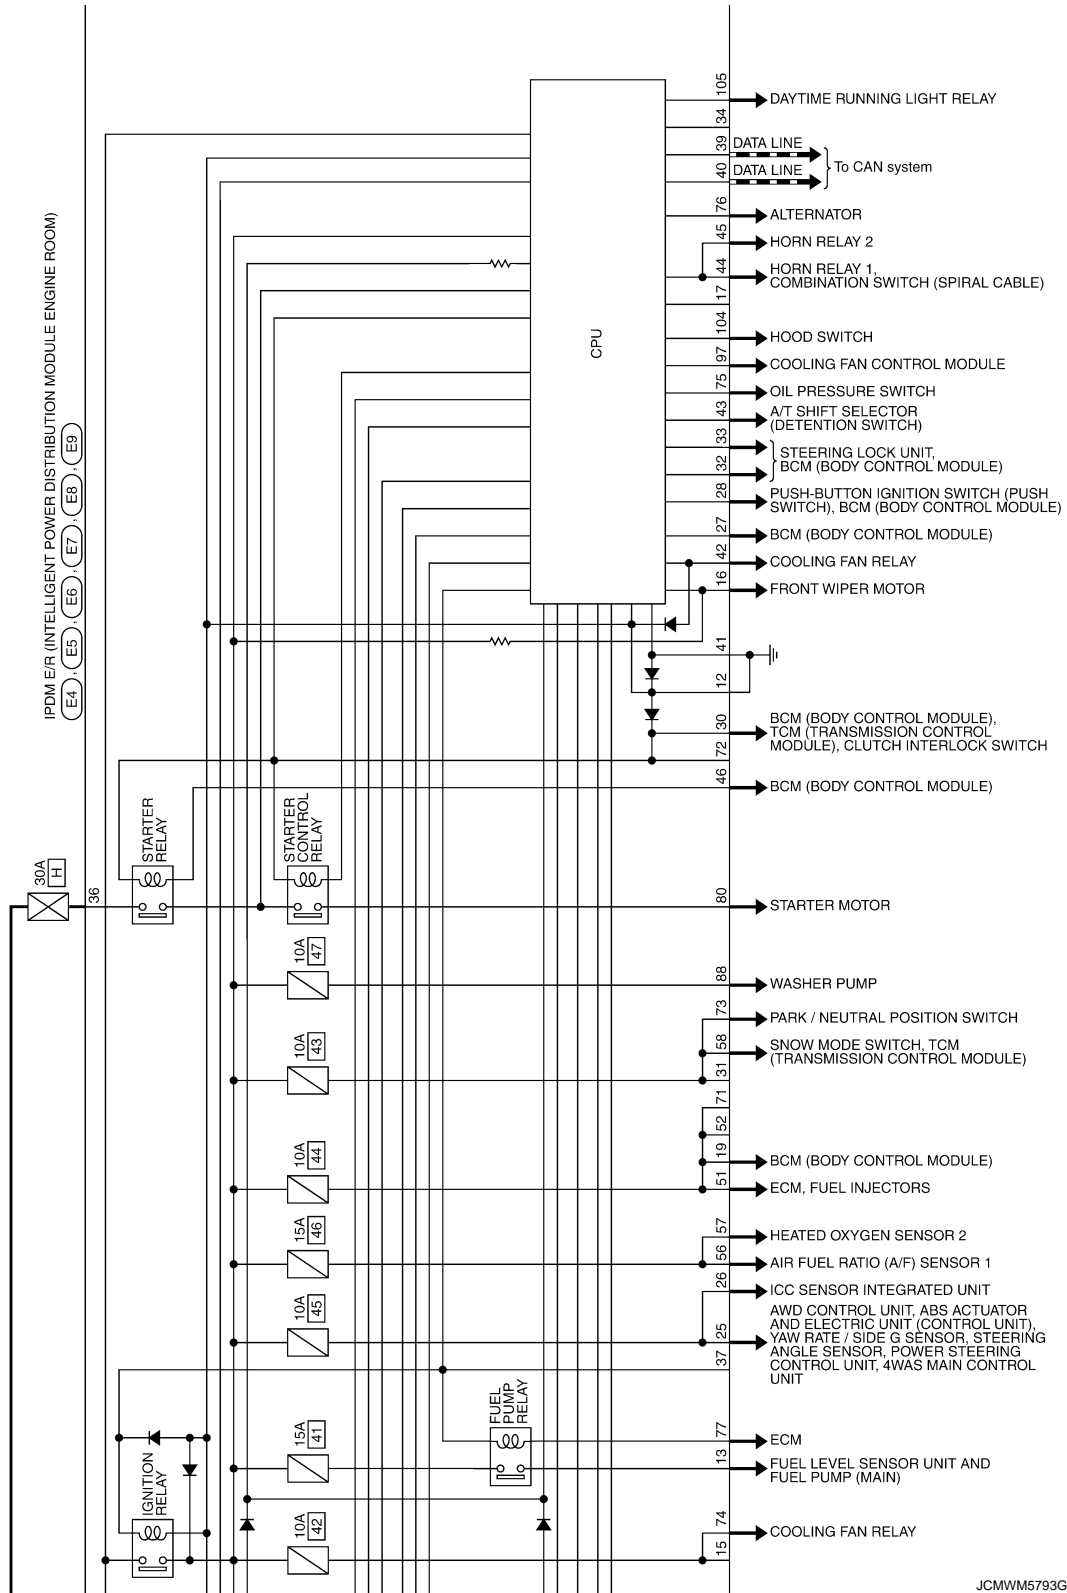 IPDM E/R (INTELLIGENT POWER DISTRIBUTION MODULE ENGINE ROOM)
E4 , E5 , E6 , E7 , E8 , E9
CPU
105
DAYTIME RUNNING LIGHT RELAY
34
39
DATA LINE
40
DATA LINE
To CAN system
76
ALTERNATOR
45
HORN RELAY 2
44
HORN RELAY 1,
COMBINATION SWITCH (SPIRAL CABLE)
17
104
HOOD SWITCH
97
COOLING FAN CONTROL MODULE
75
OIL PRESSURE SWITCH
43
A/T SHIFT SELECTOR
(DETENTION SWITCH)
33
32
STEERING LOCK UNIT,
BCM (BODY CONTROL MODULE)
28
PUSH-BUTTON IGNITION SWITCH (PUSH
SWITCH), BCM (BODY CONTROL MODULE)
27
BCM (BODY CONTROL MODULE)
42
COOLING FAN RELAY
16
FRONT WIPER MOTOR
41
12
30
BCM (BODY CONTROL MODULE),
TCM (TRANSMISSION CONTROL
MODULE), CLUTCH INTERLOCK SWITCH
72
46
BCM (BODY CONTROL MODULE)
STARTER
RELAY
STARTER
CONTROL
RELAY
30A
H
36
80
STARTER MOTOR
10A
47
88
WASHER PUMP
73
PARK / NEUTRAL POSITION SWITCH
10A
43
58
SNOW MODE SWITCH, TCM
(TRANSMISSION CONTROL MODULE)
31
71
52
10A
44
19
BCM (BODY CONTROL MODULE)
51
ECM, FUEL INJECTORS
15A
46
57
HEATED OXYGEN SENSOR 2
56
AIR FUEL RATIO (A/F) SENSOR 1
26
ICC SENSOR INTEGRATED UNIT
10A
45
25
AWD CONTROL UNIT, ABS ACTUATOR
AND ELECTRIC UNIT (CONTROL UNIT),
YAW RATE / SIDE G SENSOR, STEERING
ANGLE SENSOR, POWER STEERING
CONTROL UNIT, 4WAS MAIN CONTROL
UNIT
37
FUEL
PUMP
RELAY
15A
41
77
ECM
13
FUEL LEVEL SENSOR UNIT AND
FUEL PUMP (MAIN)
IGNITION
RELAY
10A
42
74
COOLING FAN RELAY
15
JCMWM5793G